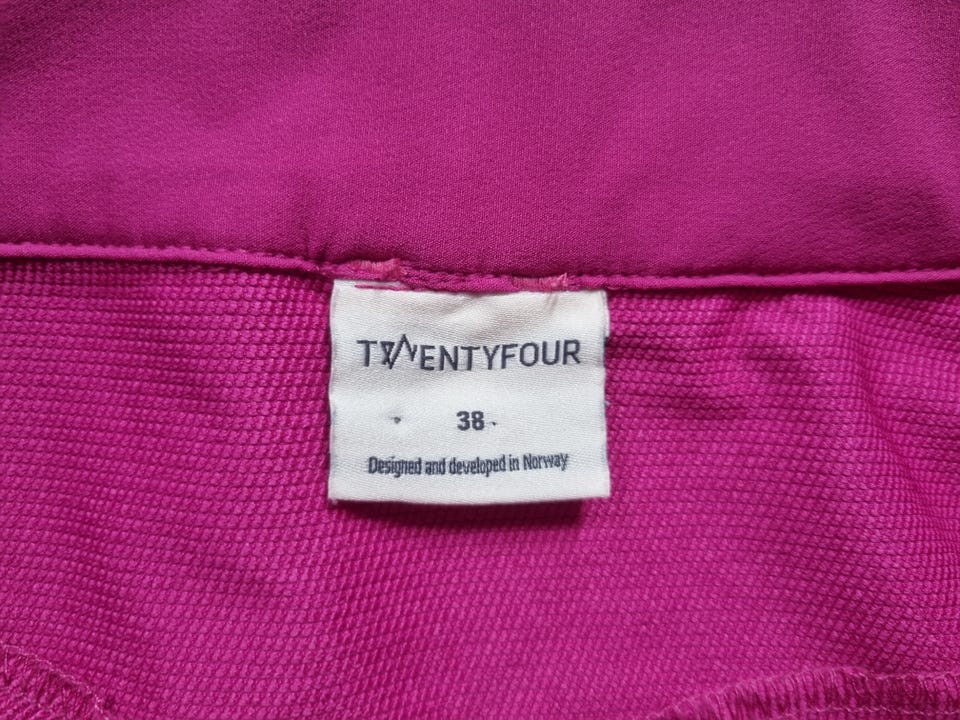 TWENTYFOUR
38
Designed and developed in Norway